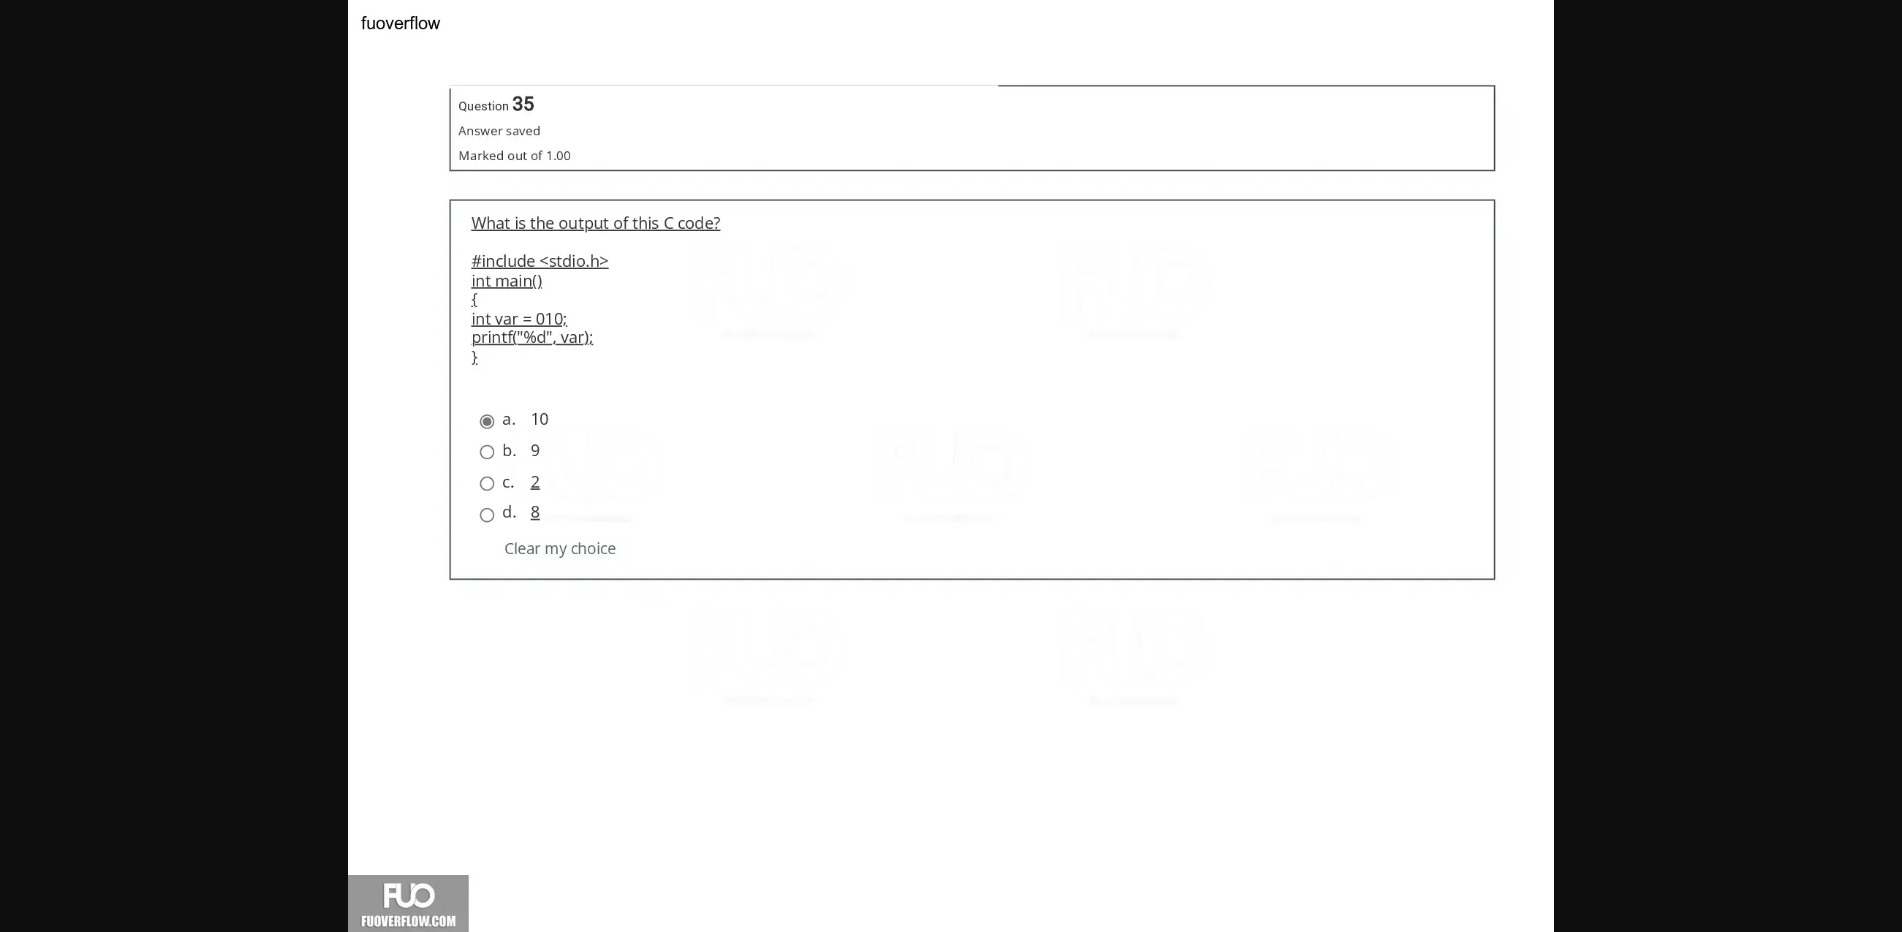 fuoverflow
Question 35
Answer saved
Marked out of 1.00
What is the output of this C code?
#include <stdio.h>
int main()
{
int var = 010;
printf("%d", var);
}
a. 10
b. 9
c. 2
d. 8
Clear my choice
FUO
FUOVERFLOW.COM